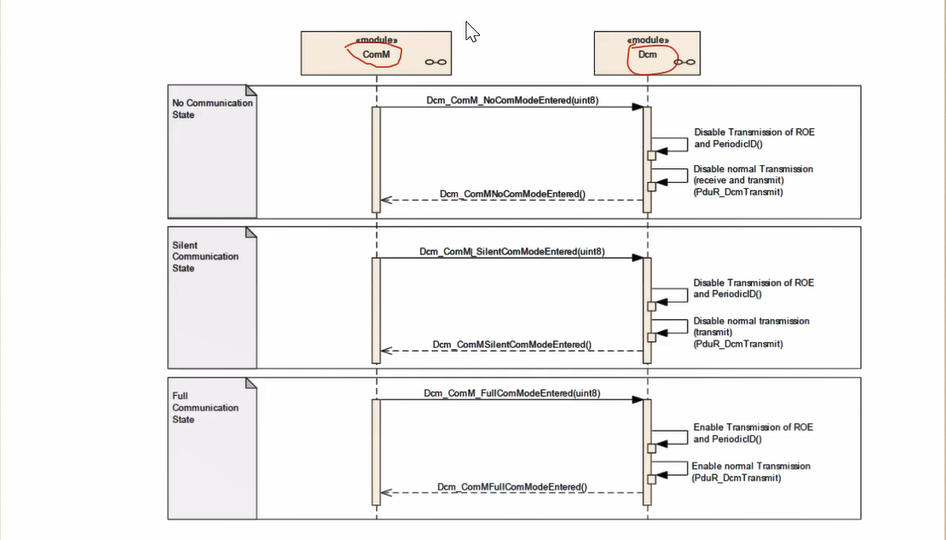 «module»
ComM
«module»
Dcm
No Communication
State
Dcm_ComM_NoComModeEntered(uint8)
Disable Transmission of ROE
and PeriodicID()
Disable normal Transmission
(receive and transmit)
(PduR_DcmTransmit)
Dcm_ComMNoComModeEntered()
Silent
Communication
State
Dcm_ComM_SilentComModeEntered(uint8)
Disable Transmission of ROE
and PeriodicID()
Disable normal transmission
(transmit)
(PduR_DcmTransmit)
Dcm_ComMSilentComModeEntered()
Full
Communication
State
Dcm_ComM_FullComModeEntered(uint8)
Enable Transmission of ROE
and PeriodicID()
Enable normal Transmission
(PduR_DcmTransmit)
Dcm_ComMFullComModeEntered()